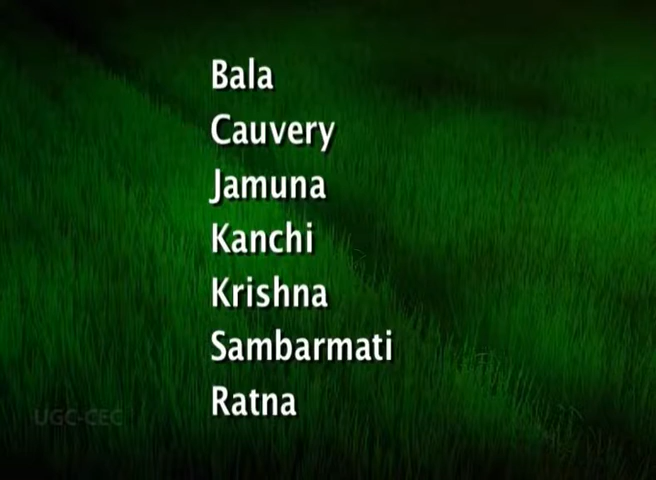 Bala
Cauvery
Jamuna
Kanchi
Krishna
Sambarmati
Ratna
UGC-CEC